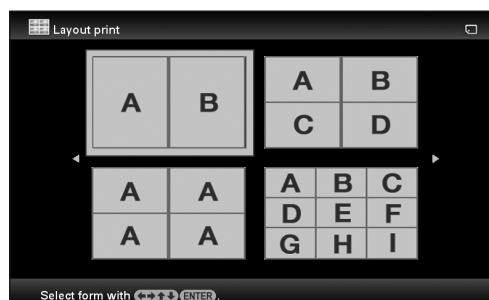 Layout print
A B
A B
C D
A A
A A
A B C
D E F
G H I
Select form with ←→↑↓ ENTER.